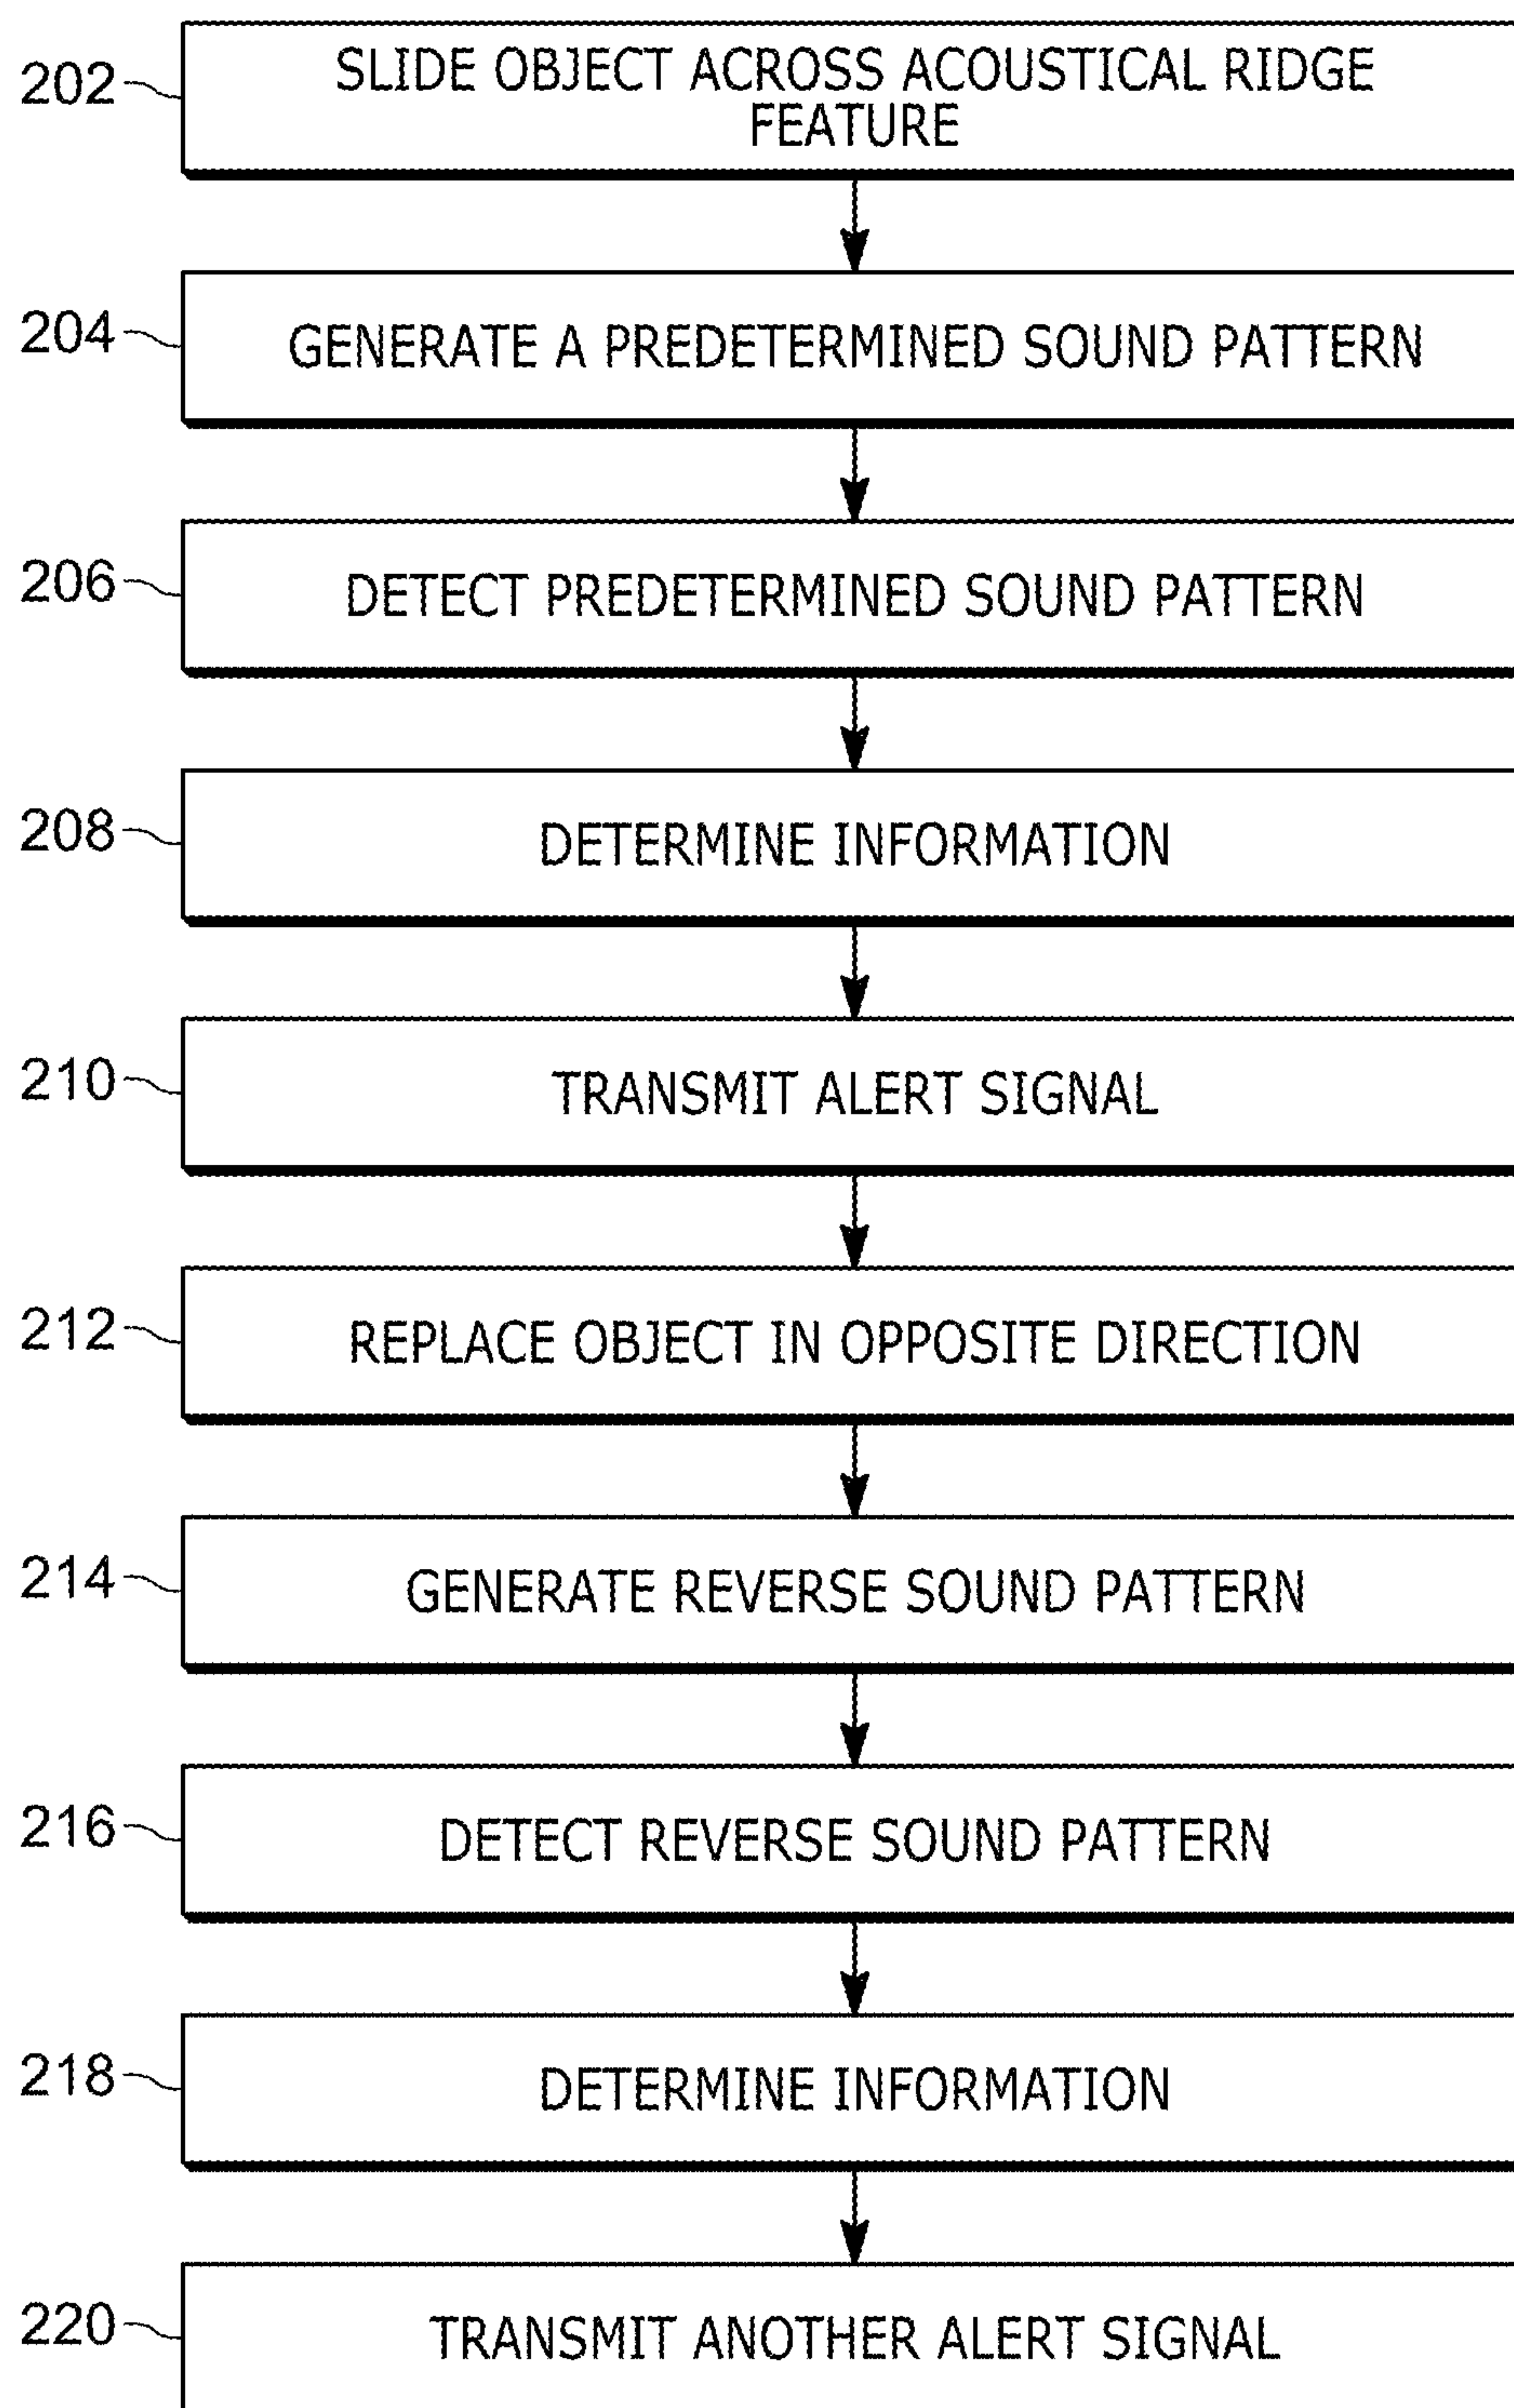 202
SLIDE OBJECT ACROSS ACOUSTICAL RIDGE
FEATURE
204
GENERATE A PREDETERMINED SOUND PATTERN
206
DETECT PREDETERMINED SOUND PATTERN
208
DETERMINE INFORMATION
210
TRANSMIT ALERT SIGNAL
212
REPLACE OBJECT IN OPPOSITE DIRECTION
214
GENERATE REVERSE SOUND PATTERN
216
DETECT REVERSE SOUND PATTERN
218
DETERMINE INFORMATION
220
TRANSMIT ANOTHER ALERT SIGNAL